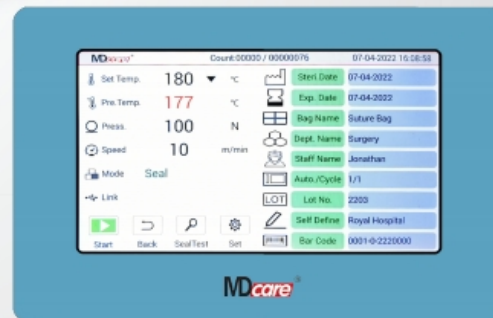 MDcare
Count:00000 / 00000076
07-04-2022 16:08:58
Set Temp. 180 ℃
Pre.Temp. 177 ℃
Press. 100 N
Speed 10 m/min
Mode Seal
Link
Start Back SealTest Set
Steri.Date 07-04-2022
Exp. Date 07-04-2022
Bag Name Suture Bag
Dept. Name Surgery
Staff Name Jonathan
Auto./Cycle 1/1
LOT Lot No. 2203
Self Define Royal Hospital
Bar Code 0001-0-2220000
MDcare